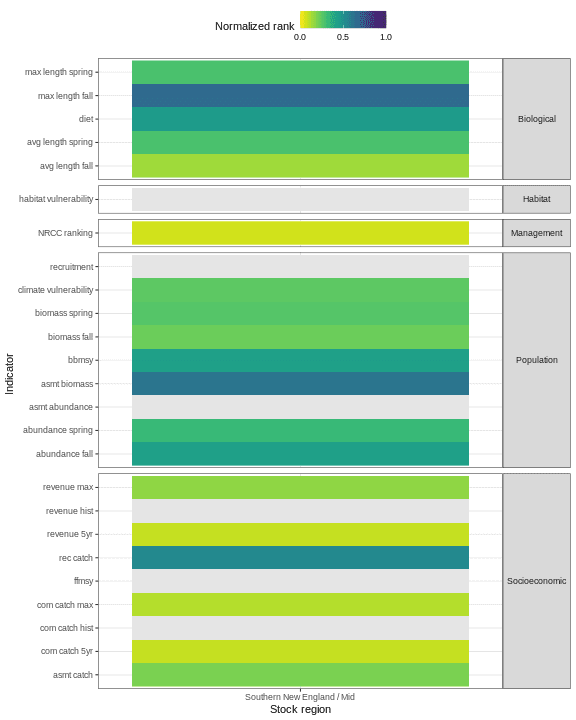 Normalized rank
0.0 0.5 1.0
max length spring
max length fall
diet
avg length spring
avg length fall
Biological
habitat vulnerability
Habitat
NRCC ranking
Management
recruitment
climate vulnerability
biomass spring
biomass fall
bbmsy
asmt biomass
asmt abundance
abundance spring
abundance fall
Population
revenue max
revenue hist
revenue 5yr
rec catch
ffmsy
com catch max
com catch hist
com catch 5yr
asmt catch
Socioeconomic
Indicator
Southern New England / Mid
Stock region